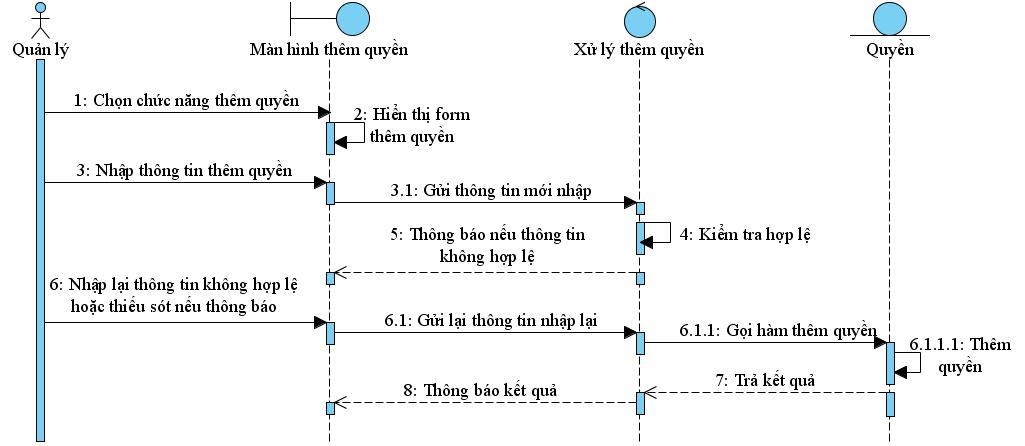 Quản lý
Màn hình thêm quyền
Xử lý thêm quyền
Quyền
1: Chọn chức năng thêm quyền
2: Hiển thị form
thêm quyền
3: Nhập thông tin thêm quyền
3.1: Gửi thông tin mới nhập
4: Kiểm tra hợp lệ
5: Thông báo nếu thông tin
không hợp lệ
6: Nhập lại thông tin không hợp lệ
hoặc thiếu sót nếu thông báo
6.1: Gửi lại thông tin nhập lại
6.1.1: Gọi hàm thêm quyền
6.1.1.1: Thêm
quyền
7: Trả kết quả
8: Thông báo kết quả